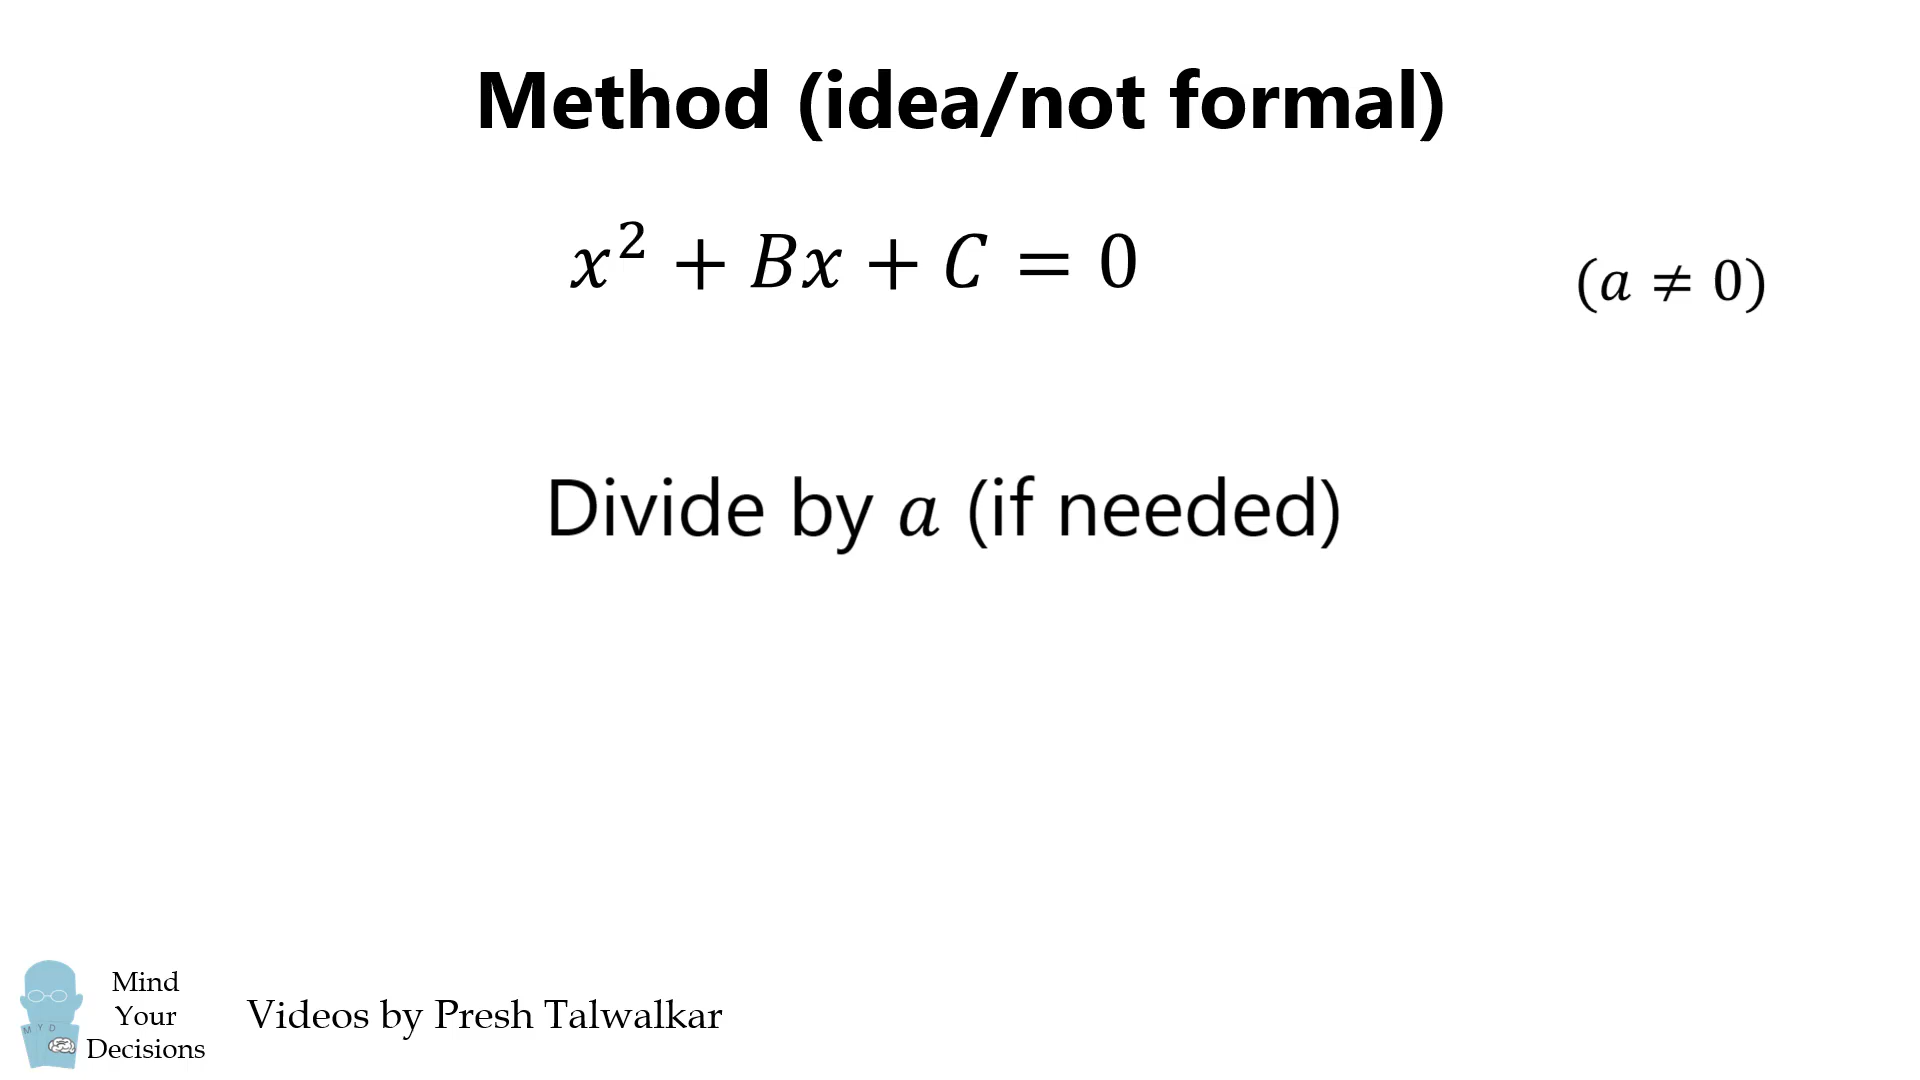 Method (idea/not formal)
x² + Bx + C = 0
(a ≠ 0)
Divide by a (if needed)
M Y D
Mind
Your
Decisions
Videos by Presh Talwalkar